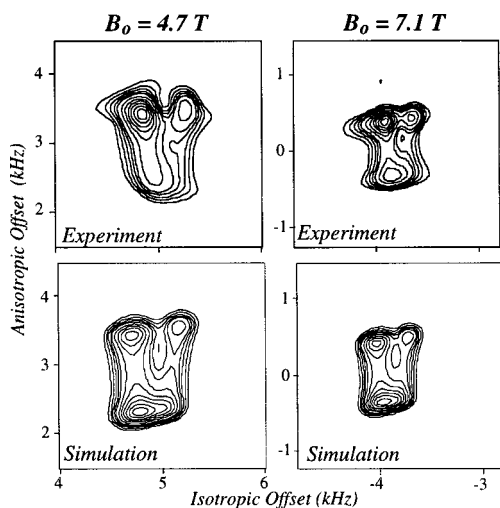 B₀ = 4.7 T
B₀ = 7.1 T
Anisotropic Offset (kHz)
4
3
2
Experiment
1
0
-1
Experiment
4
3
2
Simulation
1
0
-1
Simulation
4
5
6
-4
-3
Isotropic Offset (kHz)